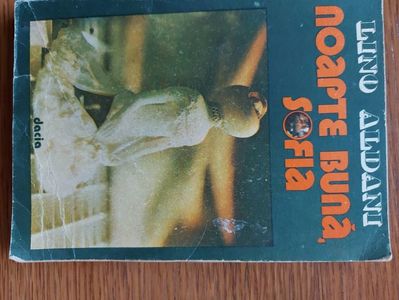 LINO ALDANI
NOAPTE BUNĂ,
SOFIA
dacia